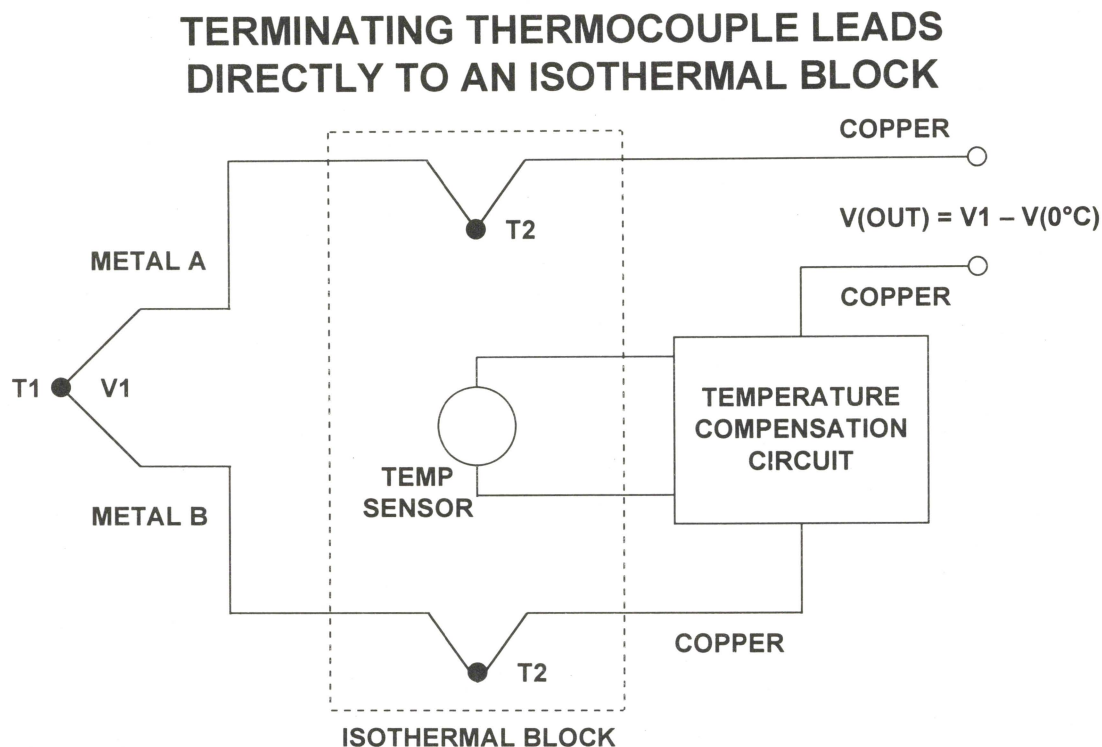 TERMINATING THERMOCOUPLE LEADS
DIRECTLY TO AN ISOTHERMAL BLOCK
COPPER
T2
V(OUT) = V1 – V(0°C)
METAL A
COPPER
T1
V1
TEMPERATURE
COMPENSATION
CIRCUIT
TEMP
SENSOR
METAL B
COPPER
T2
ISOTHERMAL BLOCK